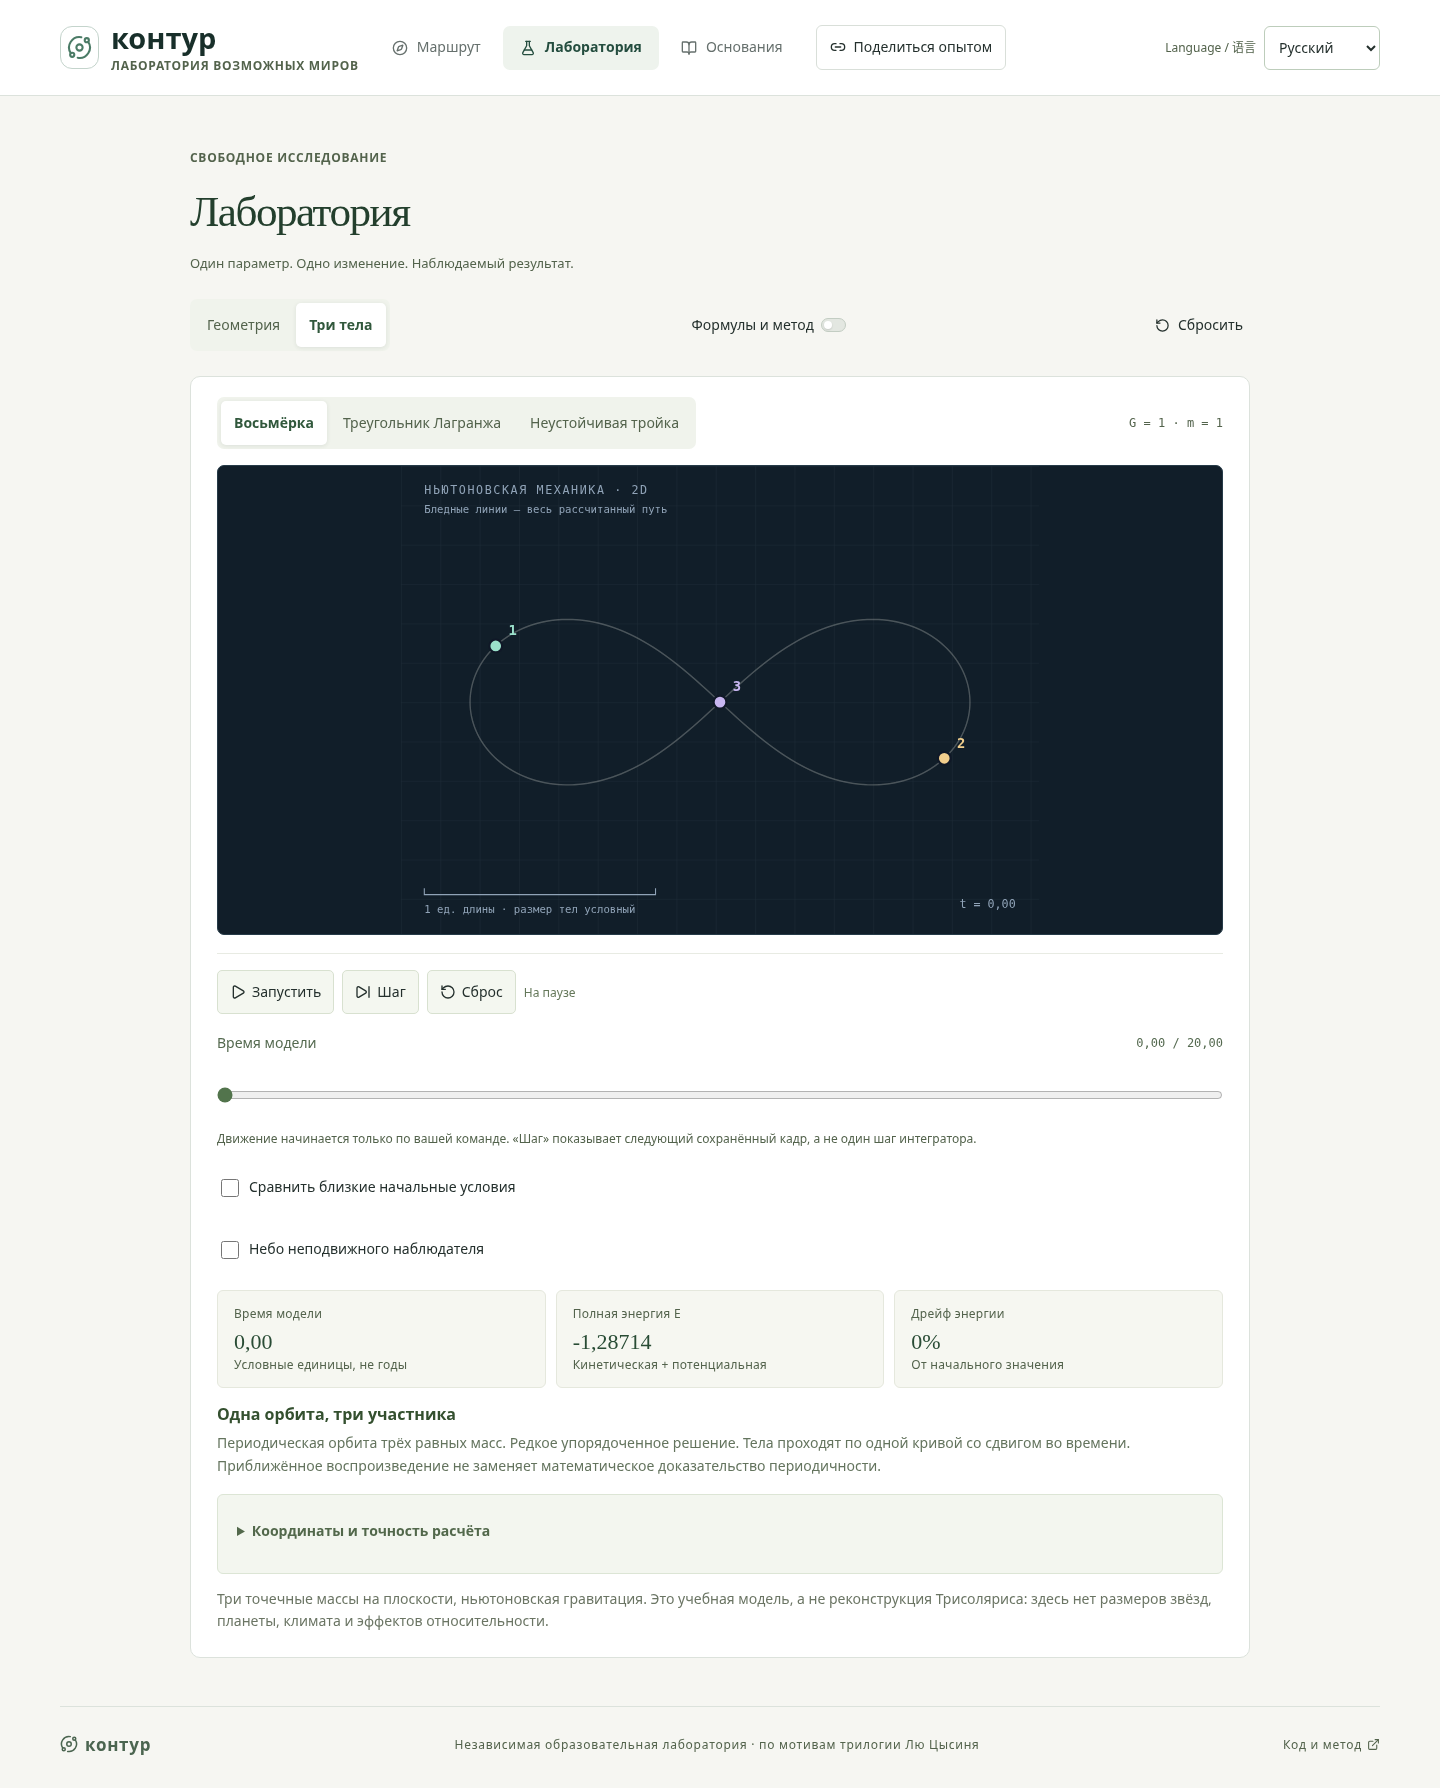 контур
ЛАБОРАТОРИЯ ВОЗМОЖНЫХ МИРОВ
Маршрут
Лаборатория
Основания
Поделиться опытом
Language / 语言
Русский
СВОБОДНОЕ ИССЛЕДОВАНИЕ
Лаборатория
Один параметр. Одно изменение. Наблюдаемый результат.
Геометрия
Три тела
Формулы и метод
Сбросить
Восьмёрка
Треугольник Лагранжа
Неустойчивая тройка
G = 1 · m = 1
НЬЮТОНОВСКАЯ МЕХАНИКА · 2D
Бледные линии — весь рассчитанный путь
1
3
2
1 ед. длины · размер тел условный
t = 0,00
Запустить
Шаг
Сброс
На паузе
Время модели
0,00 / 20,00
Движение начинается только по вашей команде. «Шаг» показывает следующий сохранённый кадр, а не один шаг интегратора.
Сравнить близкие начальные условия
Небо неподвижного наблюдателя
Время модели
0,00
Условные единицы, не годы
Полная энергия E
-1,28714
Кинетическая + потенциальная
Дрейф энергии
0%
От начального значения
Одна орбита, три участника
Периодическая орбита трёх равных масс. Редкое упорядоченное решение. Тела проходят по одной кривой со сдвигом во времени.
Приближённое воспроизведение не заменяет математическое доказательство периодичности.
Координаты и точность расчёта
Три точечные массы на плоскости, ньютоновская гравитация. Это учебная модель, а не реконструкция Трисоляриса: здесь нет размеров звёзд,
планеты, климата и эффектов относительности.
контур
Независимая образовательная лаборатория · по мотивам трилогии Лю Цысиня
Код и метод